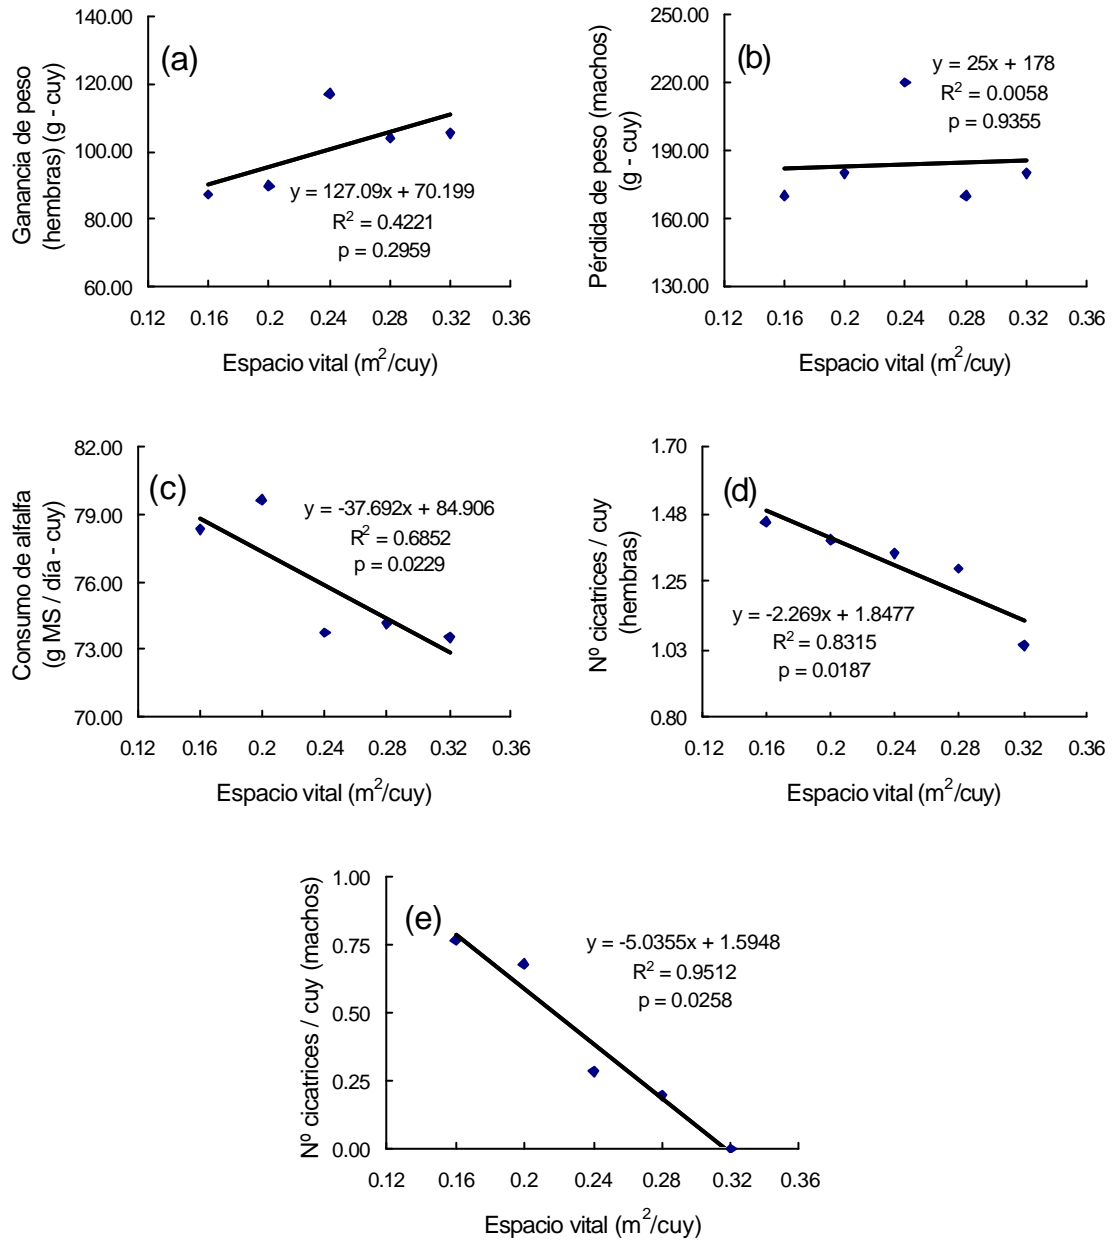 (a)
Ganancia de peso
(hembras) (g - cuy)
140.00
120.00
100.00
80.00
60.00
y = 127.09x + 70.199
R² = 0.4221
p = 0.2959
0.12 0.16 0.2 0.24 0.28 0.32 0.36
Espacio vital (m²/cuy)
(b)
Pérdida de peso (machos)
(g - cuy)
250.00
220.00
190.00
160.00
130.00
y = 25x + 178
R² = 0.0058
p = 0.9355
0.12 0.16 0.2 0.24 0.28 0.32 0.36
Espacio vital (m²/cuy)
(c)
Consumo de alfalfa
(g MS / día - cuy)
82.00
79.00
76.00
73.00
70.00
y = -37.692x + 84.906
R² = 0.6852
p = 0.0229
0.12 0.16 0.2 0.24 0.28 0.32 0.36
Espacio vital (m²/cuy)
(d)
Nº cicatrices / cuy
(hembras)
1.70
1.48
1.25
1.03
0.80
y = -2.269x + 1.8477
R² = 0.8315
p = 0.0187
0.12 0.16 0.2 0.24 0.28 0.32 0.36
Espacio vital (m²/cuy)
(e)
Nº cicatrices / cuy (machos)
1.00
0.75
0.50
0.25
0.00
y = -5.0355x + 1.5948
R² = 0.9512
p = 0.0258
0.12 0.16 0.2 0.24 0.28 0.32 0.36
Espacio vital (m²/cuy)